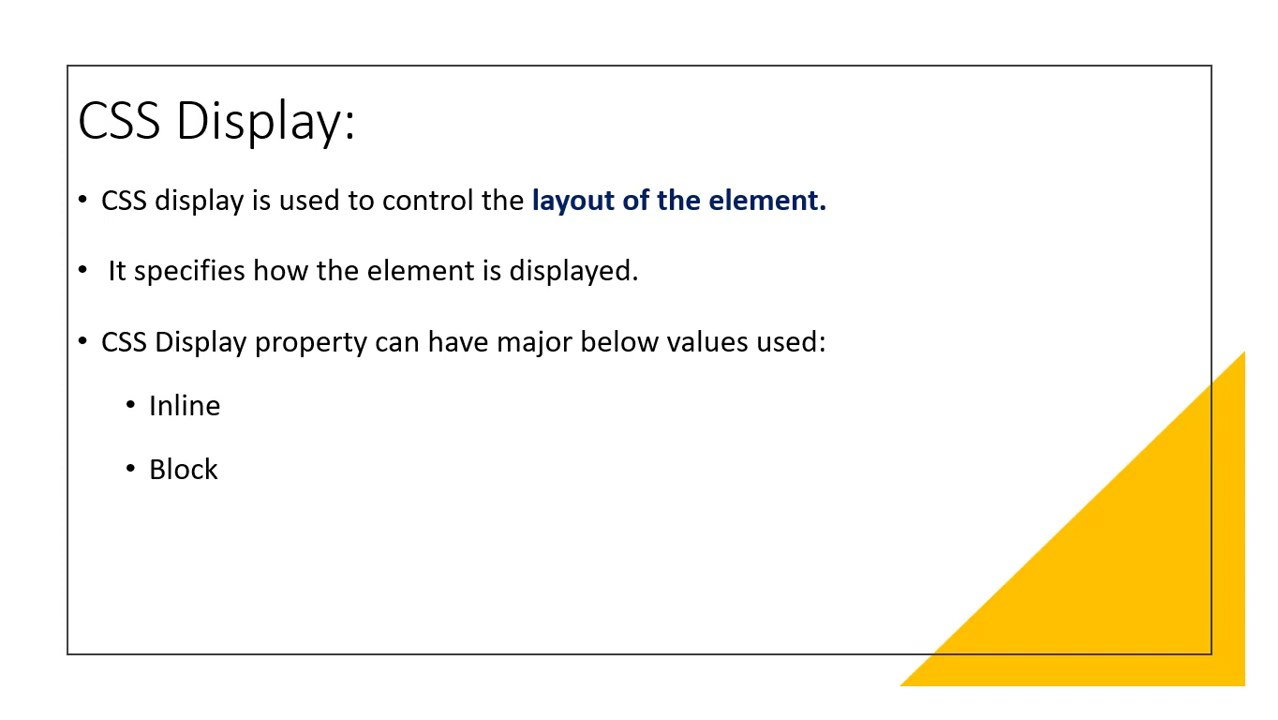 CSS Display:
• CSS display is used to control the layout of the element.
• It specifies how the element is displayed.
• CSS Display property can have major below values used:
• Inline
• Block